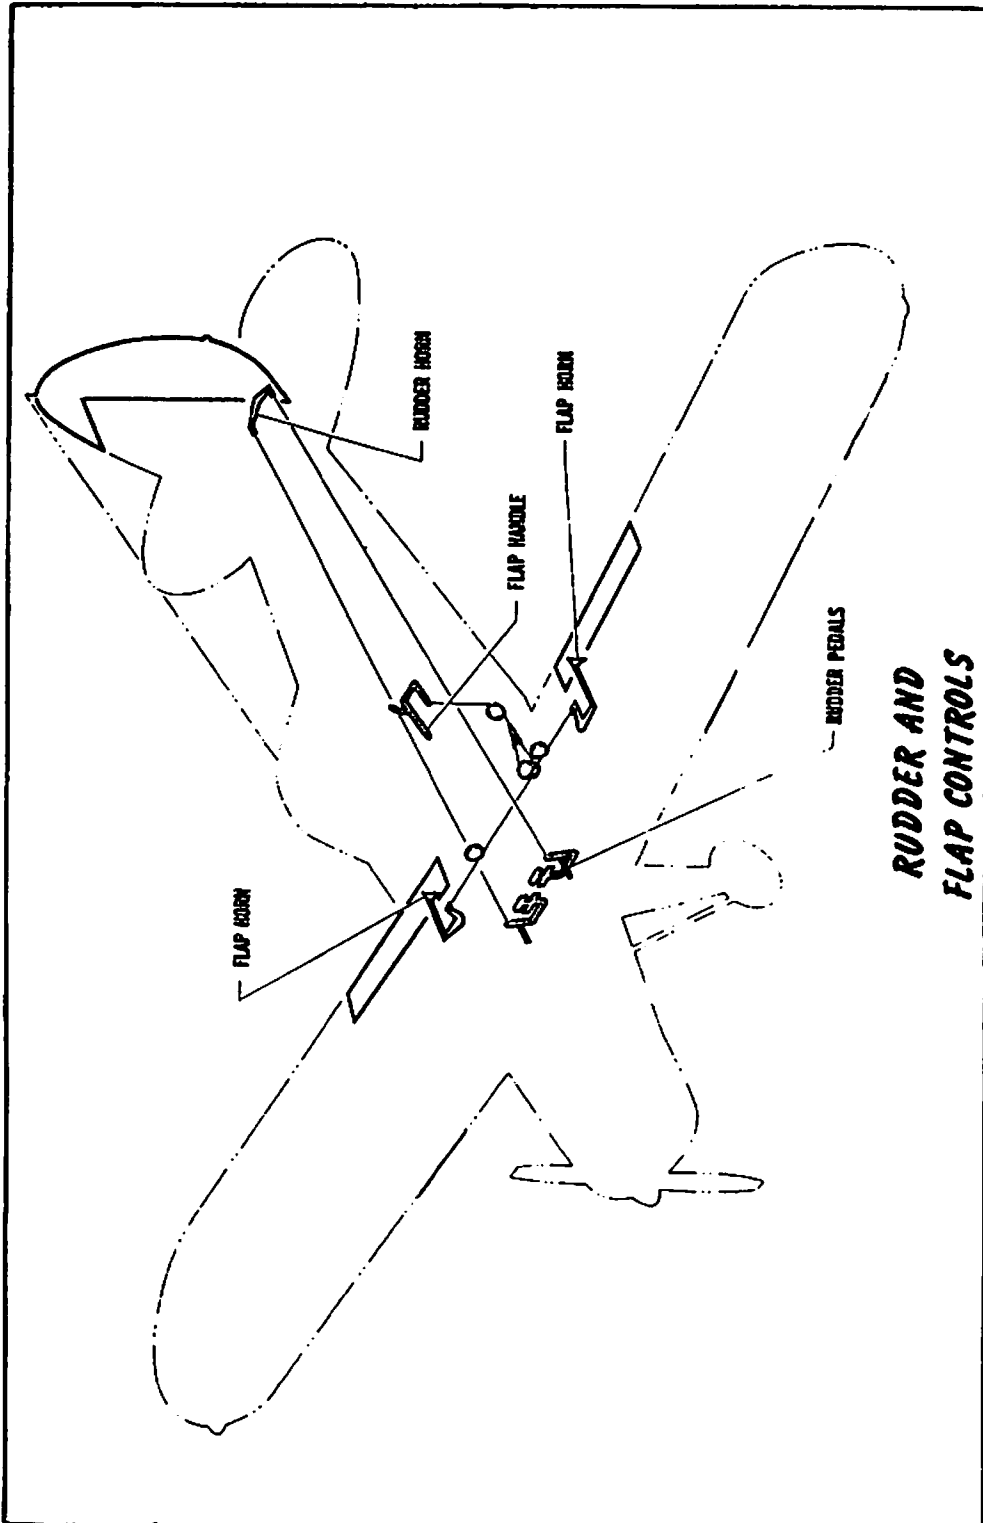 RUDDER HORN
FLAP HORN
FLAP HANDLE
FLAP HORN
RUDDER PEDALS
RUDDER AND
FLAP CONTROLS